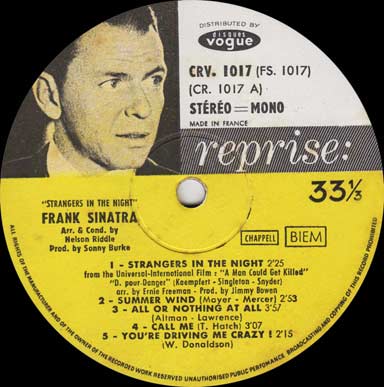 DISTRIBUTED BY
disques
vogue
CRV. 1017 (FS. 1017)
(CR. 1017 A)
STÉRÉO = MONO
MADE IN FRANCE
reprise:
33 1/3
"STRANGERS IN THE NIGHT"
FRANK SINATRA
Arr. & Cond. by
Nelson Riddle
Prod. by Sonny Burke
CHAPPELL BIEM
1 - STRANGERS IN THE NIGHT 2'25
from the Universal-International Film : "A Man Could Get Killed"
"D. pour Danger" (Kaempfert - Singleton - Snyder)
arr. by Ernie Freeman - Prod. by Jimmy Bowen
2 - SUMMER WIND (Mayer - Mercer) 2'53
3 - ALL OR NOTHING AT ALL 3'57
(Altman - Lawrence)
4 - CALL ME (T. Hatch) 3'07
5 - YOU'RE DRIVING ME CRAZY ! 2'15
(W. Donaldson)
ALL RIGHTS OF THE MANUFACTURER AND OF THE OWNER OF THE RECORDED WORK RESERVED UNAUTHORISED PUBLIC PERFORMANCE BROADCASTING AND COPYING OF THIS RECORD PROHIBITED